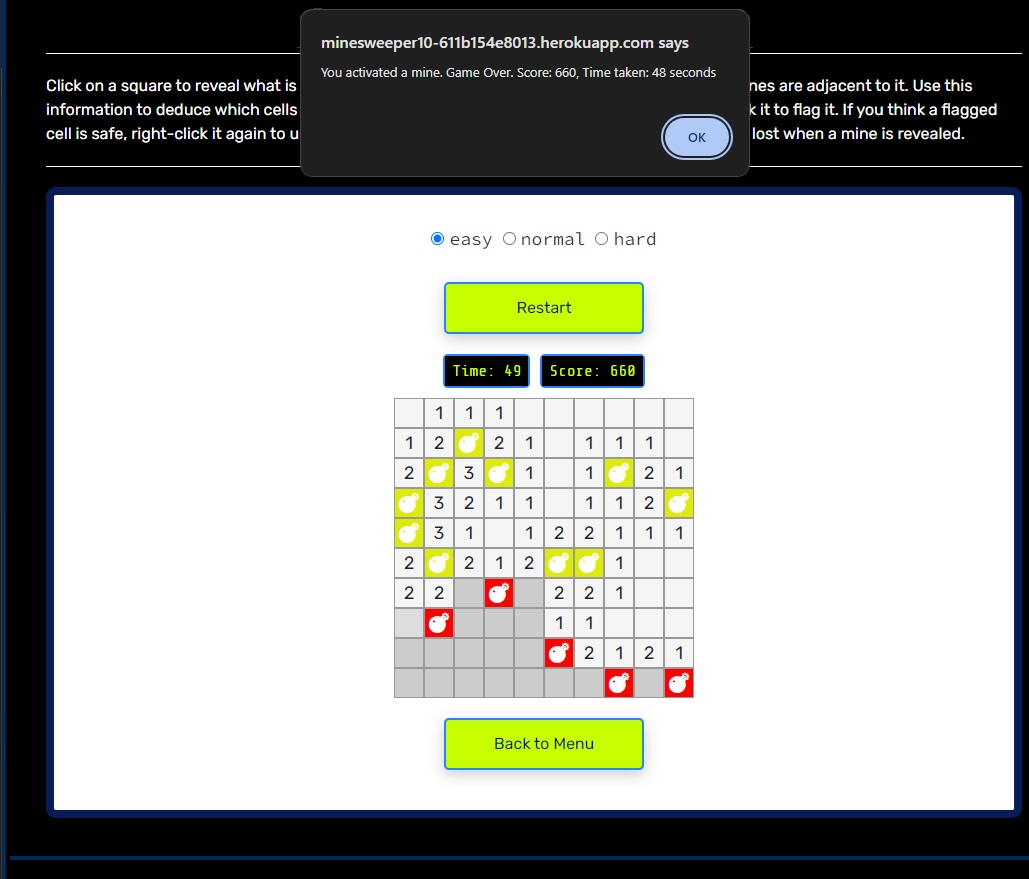 minesweeper10-611b154e8013.herokuapp.com says
You activated a mine. Game Over. Score: 660, Time taken: 48 seconds
OK
Click on a square to reveal what is
nes are adjacent to it. Use this
information to deduce which cells
k it to flag it. If you think a flagged
cell is safe, right-click it again to u
lost when a mine is revealed.
easy normal hard
Restart
Time: 49 Score: 660
1 1 1
1 2 2 1 1 1 1
2 3 1 1 2 1
3 2 1 1 1 1 2
3 1 1 2 2 1 1 1
2 2 1 2 1
2 2 2 2 1
1 1
2 1 2 1
Back to Menu